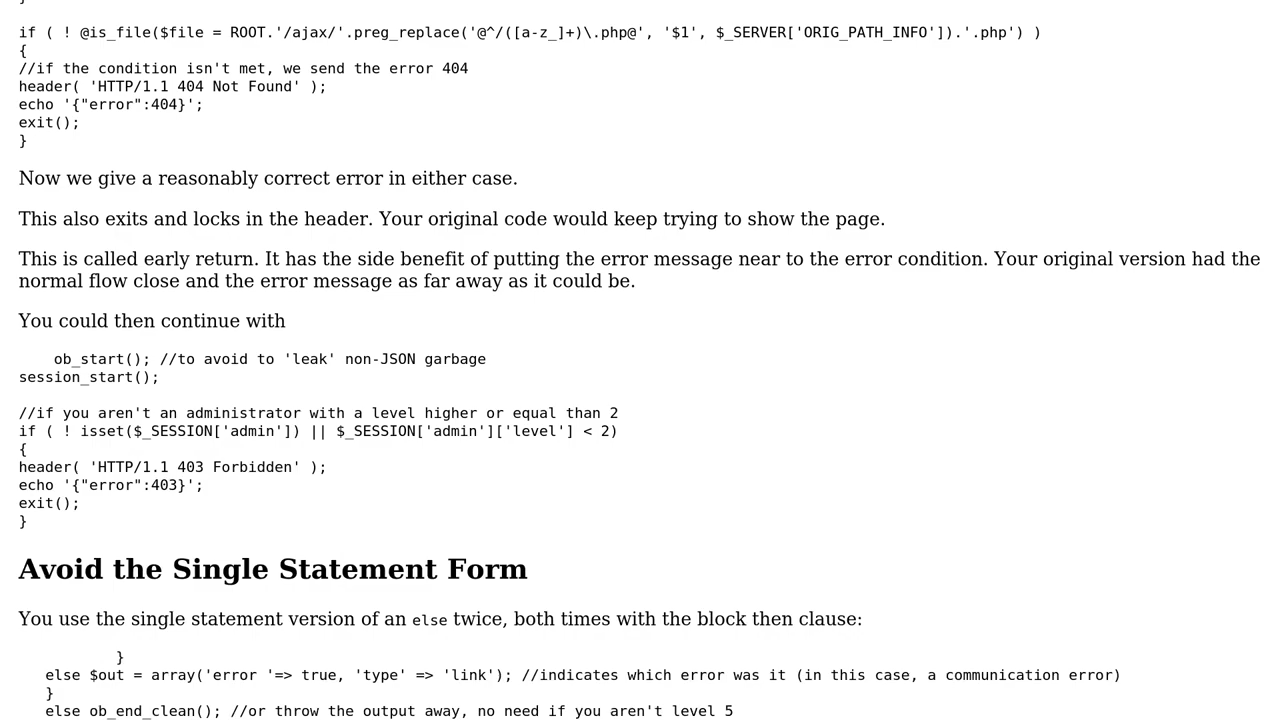 if ( ! @is_file($file = ROOT.'/ajax/'.preg_replace('@^/([a-z_]+)\.php@', '$1', $_SERVER['ORIG_PATH_INFO']).'.php') )
{
//if the condition isn't met, we send the error 404
header( 'HTTP/1.1 404 Not Found' );
echo '{"error":404}';
exit();
}
Now we give a reasonably correct error in either case.
This also exits and locks in the header. Your original code would keep trying to show the page.
This is called early return. It has the side benefit of putting the error message near to the error condition. Your original version had the
normal flow close and the error message as far away as it could be.
You could then continue with
ob_start(); //to avoid to 'leak' non-JSON garbage
session_start();
//if you aren't an administrator with a level higher or equal than 2
if ( ! isset($_SESSION['admin']) || $_SESSION['admin']['level'] < 2)
{
header( 'HTTP/1.1 403 Forbidden' );
echo '{"error":403}';
exit();
}
Avoid the Single Statement Form
You use the single statement version of an else twice, both times with the block then clause:
}
else $out = array('error '=> true, 'type' => 'link'); //indicates which error was it (in this case, a communication error)
}
else ob_end_clean(); //or throw the output away, no need if you aren't level 5